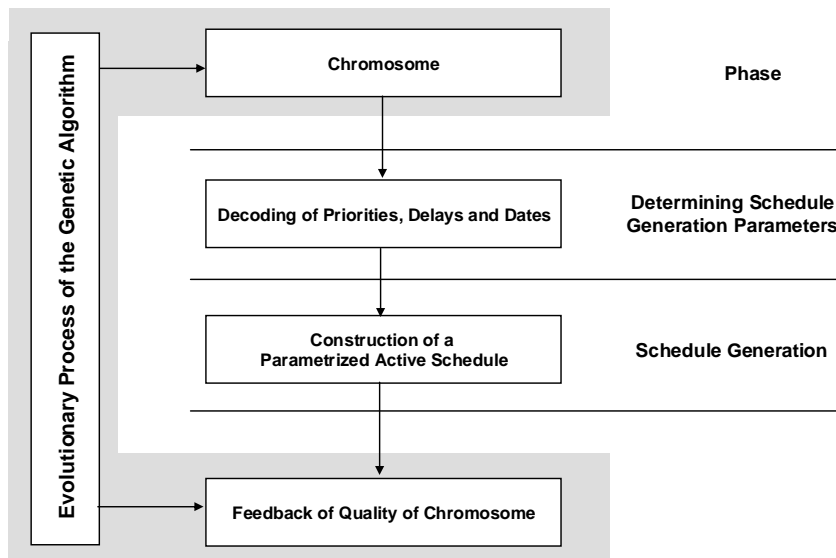 Evolutionary Process of the Genetic Algorithm
Chromosome
Phase
Decoding of Priorities, Delays and Dates
Determining Schedule
Generation Parameters
Construction of a
Parametrized Active Schedule
Schedule Generation
Feedback of Quality of Chromosome